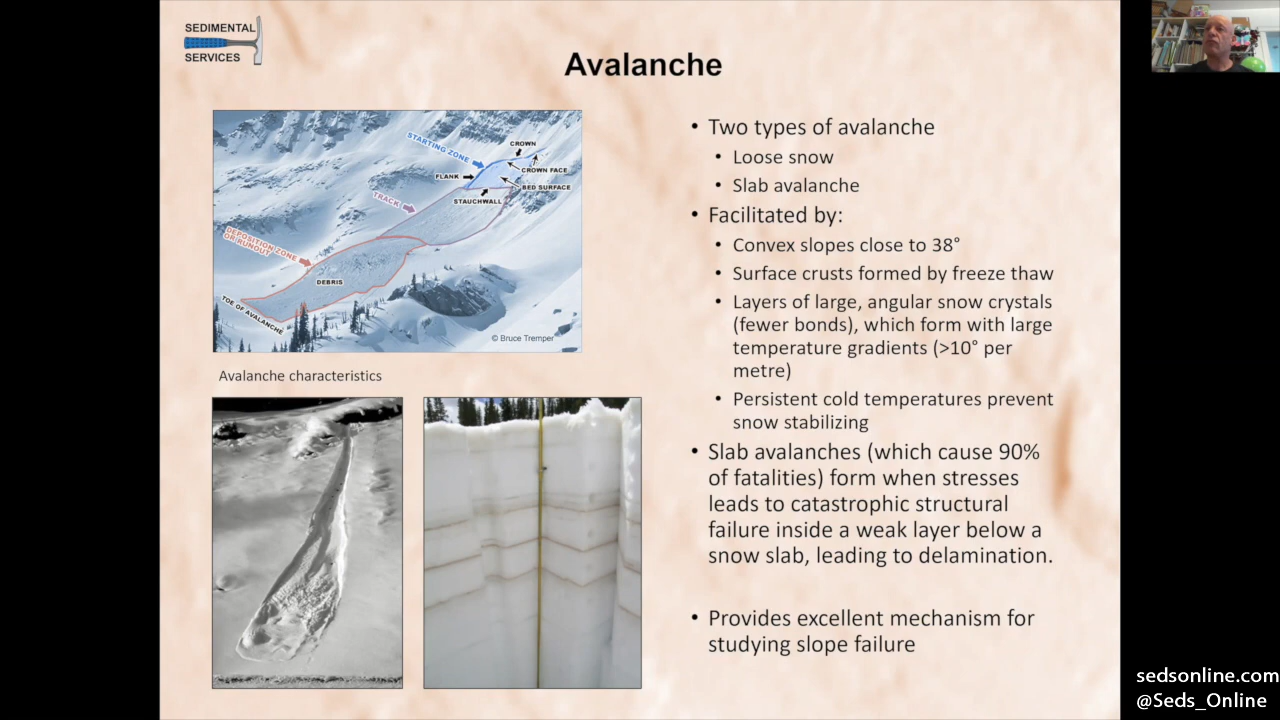 SEDIMENTAL
SERVICES
Avalanche
STARTING ZONE
CROWN
CROWN FACE
FLANK
BED SURFACE
STAUCHWALL
TRACK
DEPOSITION ZONE
OR RUNOUT
DEBRIS
TOE OF AVALANCHE
© Bruce Tremper
Avalanche characteristics
• Two types of avalanche
• Loose snow
• Slab avalanche
• Facilitated by:
• Convex slopes close to 38°
• Surface crusts formed by freeze thaw
• Layers of large, angular snow crystals
(fewer bonds), which form with large
temperature gradients (>10° per
metre)
• Persistent cold temperatures prevent
snow stabilizing
• Slab avalanches (which cause 90%
of fatalities) form when stresses
leads to catastrophic structural
failure inside a weak layer below a
snow slab, leading to delamination.
• Provides excellent mechanism for
studying slope failure
sedsonline.com
@Seds_Online